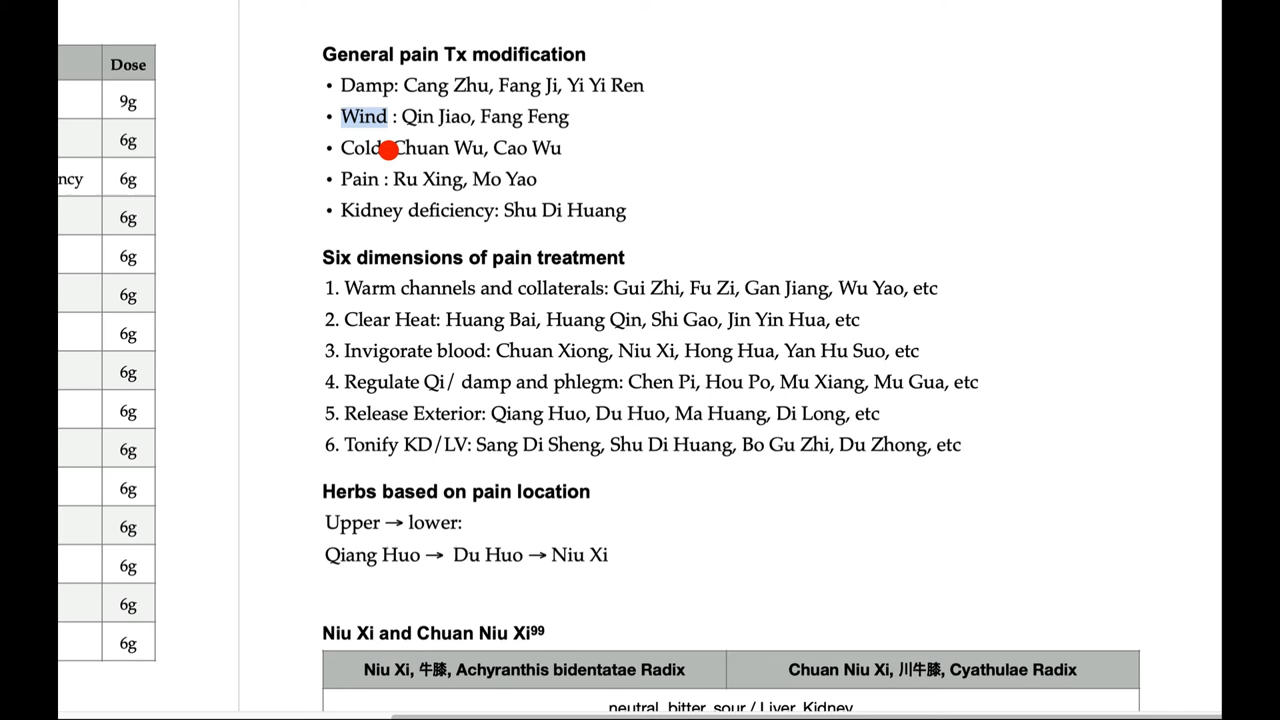 Dose
9g
6g
ncy 6g
6g
6g
6g
6g
6g
6g
6g
6g
6g
6g
6g
6g
General pain Tx modification
• Damp: Cang Zhu, Fang Ji, Yi Yi Ren
• Wind : Qin Jiao, Fang Feng
• Cold Chuan Wu, Cao Wu
• Pain : Ru Xing, Mo Yao
• Kidney deficiency: Shu Di Huang
Six dimensions of pain treatment
1. Warm channels and collaterals: Gui Zhi, Fu Zi, Gan Jiang, Wu Yao, etc
2. Clear Heat: Huang Bai, Huang Qin, Shi Gao, Jin Yin Hua, etc
3. Invigorate blood: Chuan Xiong, Niu Xi, Hong Hua, Yan Hu Suo, etc
4. Regulate Qi/ damp and phlegm: Chen Pi, Hou Po, Mu Xiang, Mu Gua, etc
5. Release Exterior: Qiang Huo, Du Huo, Ma Huang, Di Long, etc
6. Tonify KD/LV: Sang Di Sheng, Shu Di Huang, Bo Gu Zhi, Du Zhong, etc
Herbs based on pain location
Upper → lower:
Qiang Huo → Du Huo → Niu Xi
Niu Xi and Chuan Niu Xi⁹⁹
Niu Xi, 牛膝, Achyranthis bidentatae Radix Chuan Niu Xi, 川牛膝, Cyathulae Radix
neutral, bitter, sour / Liver, Kidney